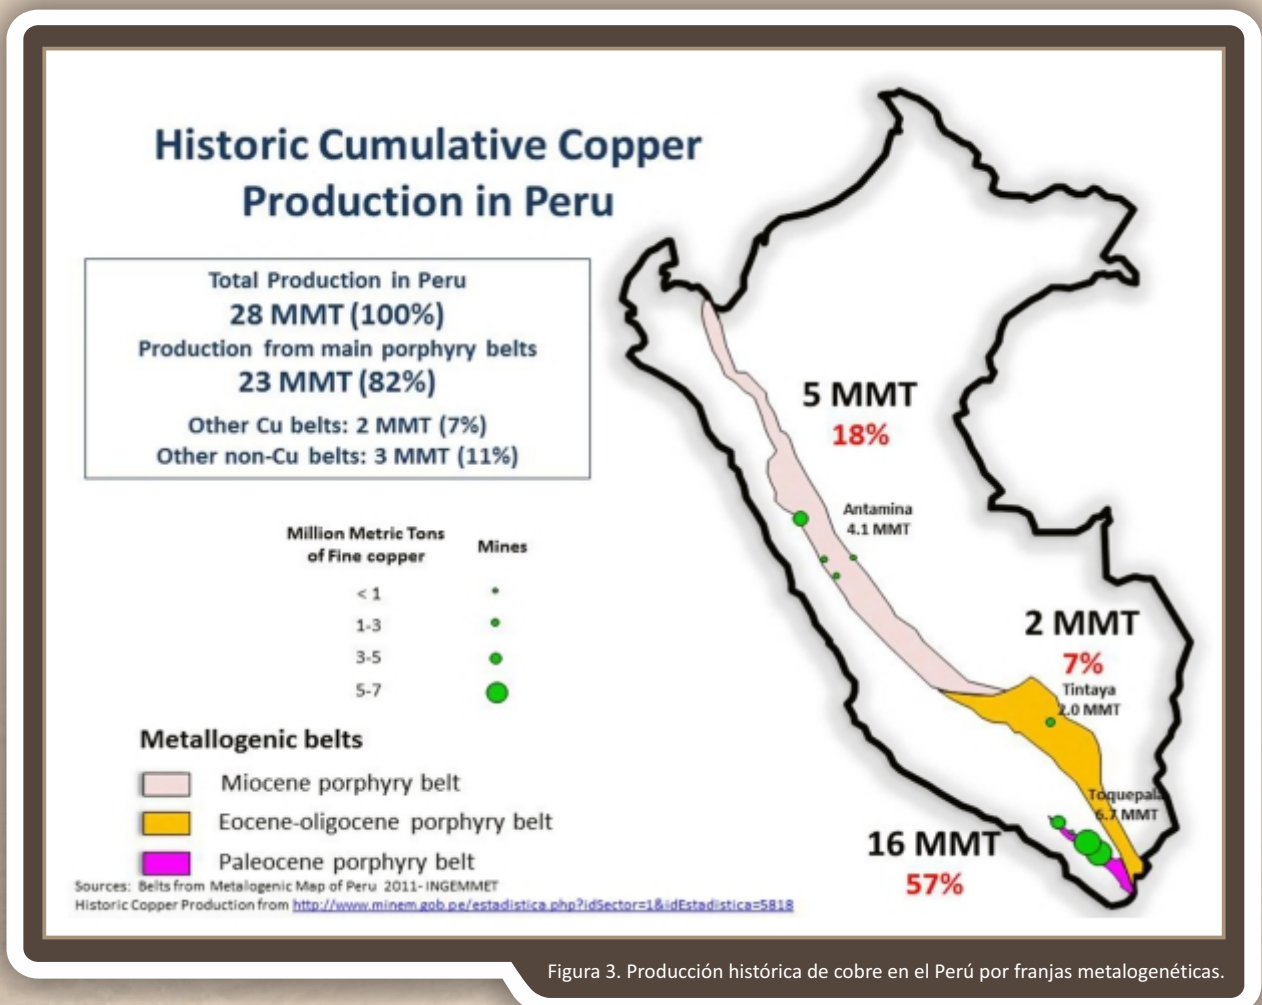 Historic Cumulative Copper
Production in Peru
Total Production in Peru
28 MMT (100%)
Production from main porphyry belts
23 MMT (82%)
Other Cu belts: 2 MMT (7%)
Other non-Cu belts: 3 MMT (11%)
Million Metric Tons
of Fine copper
Mines
< 1
1-3
3-5
5-7
Metallogenic belts
Miocene porphyry belt
Eocene-oligocene porphyry belt
Paleocene porphyry belt
Sources: Belts from Metalogenic Map of Peru 2011- INGEMMET
Historic Copper Production from http://www.minem.gob.pe/estadistica.php?idSector=1&idEstadistica=5818
5 MMT
18%
Antamina
4.1 MMT
2 MMT
7%
Tintaya
2.0 MMT
Toquepala
6.7 MMT
16 MMT
57%
Figura 3. Producción histórica de cobre en el Perú por franjas metalogenéticas.